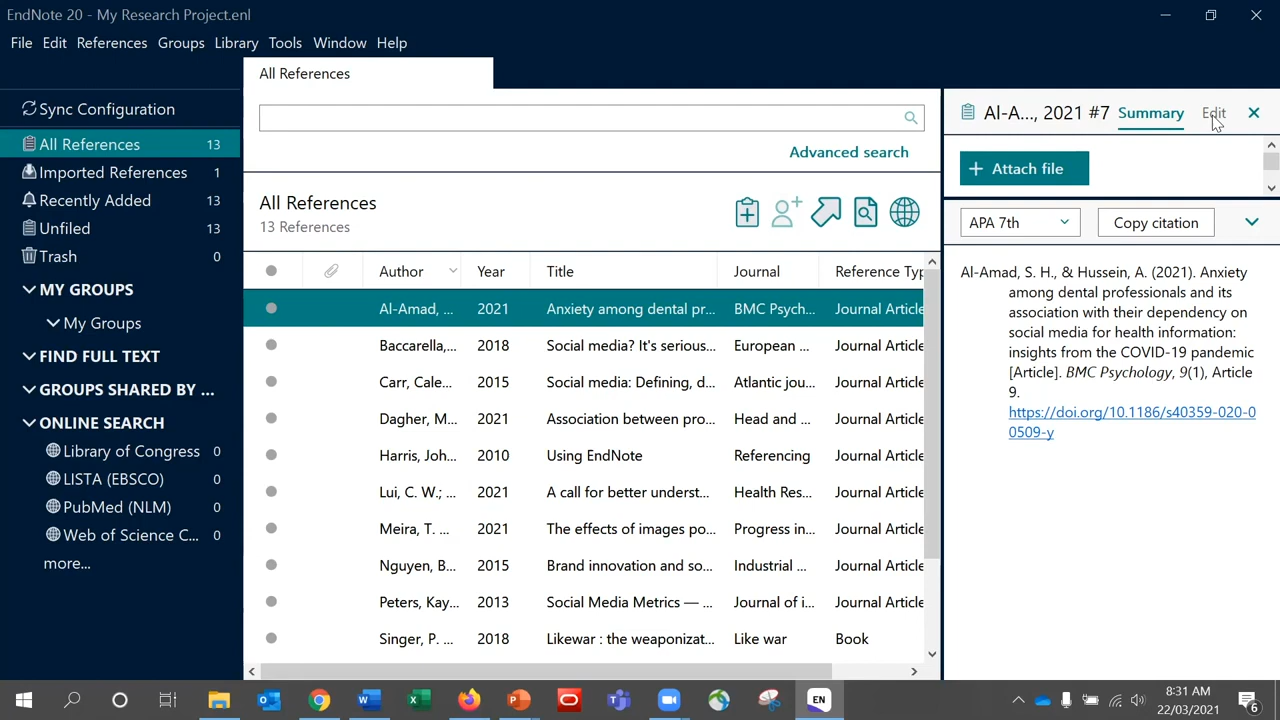 EndNote 20 - My Research Project.enl
File Edit References Groups Library Tools Window Help
Sync Configuration
All References 13
Imported References 1
Recently Added 13
Unfiled 13
Trash 0
MY GROUPS
My Groups
FIND FULL TEXT
GROUPS SHARED BY ...
ONLINE SEARCH
Library of Congress 0
LISTA (EBSCO) 0
PubMed (NLM) 0
Web of Science C... 0
more...
All References
Advanced search
All References
13 References
Author Year Title Journal Reference Typ
Al-Amad, ... 2021 Anxiety among dental pr... BMC Psych... Journal Article
Baccarella,... 2018 Social media? It's serious... European ... Journal Article
Carr, Cale... 2015 Social media: Defining, d... Atlantic jou... Journal Article
Dagher, M... 2021 Association between pro... Head and ... Journal Article
Harris, Joh... 2010 Using EndNote Referencing Journal Article
Lui, C. W.; ... 2021 A call for better underst... Health Res... Journal Article
Meira, T. ... 2021 The effects of images po... Progress in... Journal Article
Nguyen, B... 2015 Brand innovation and so... Industrial ... Journal Article
Peters, Kay... 2013 Social Media Metrics — ... Journal of i... Journal Article
Singer, P. ... 2018 Likewar : the weaponizat... Like war Book
Al-A..., 2021 #7 Summary Edit
+ Attach file
APA 7th Copy citation
Al-Amad, S. H., & Hussein, A. (2021). Anxiety
among dental professionals and its
association with their dependency on
social media for health information:
insights from the COVID-19 pandemic
[Article]. BMC Psychology, 9(1), Article
9.
https://doi.org/10.1186/s40359-020-0
0509-y
EN
8:31 AM
22/03/2021
6